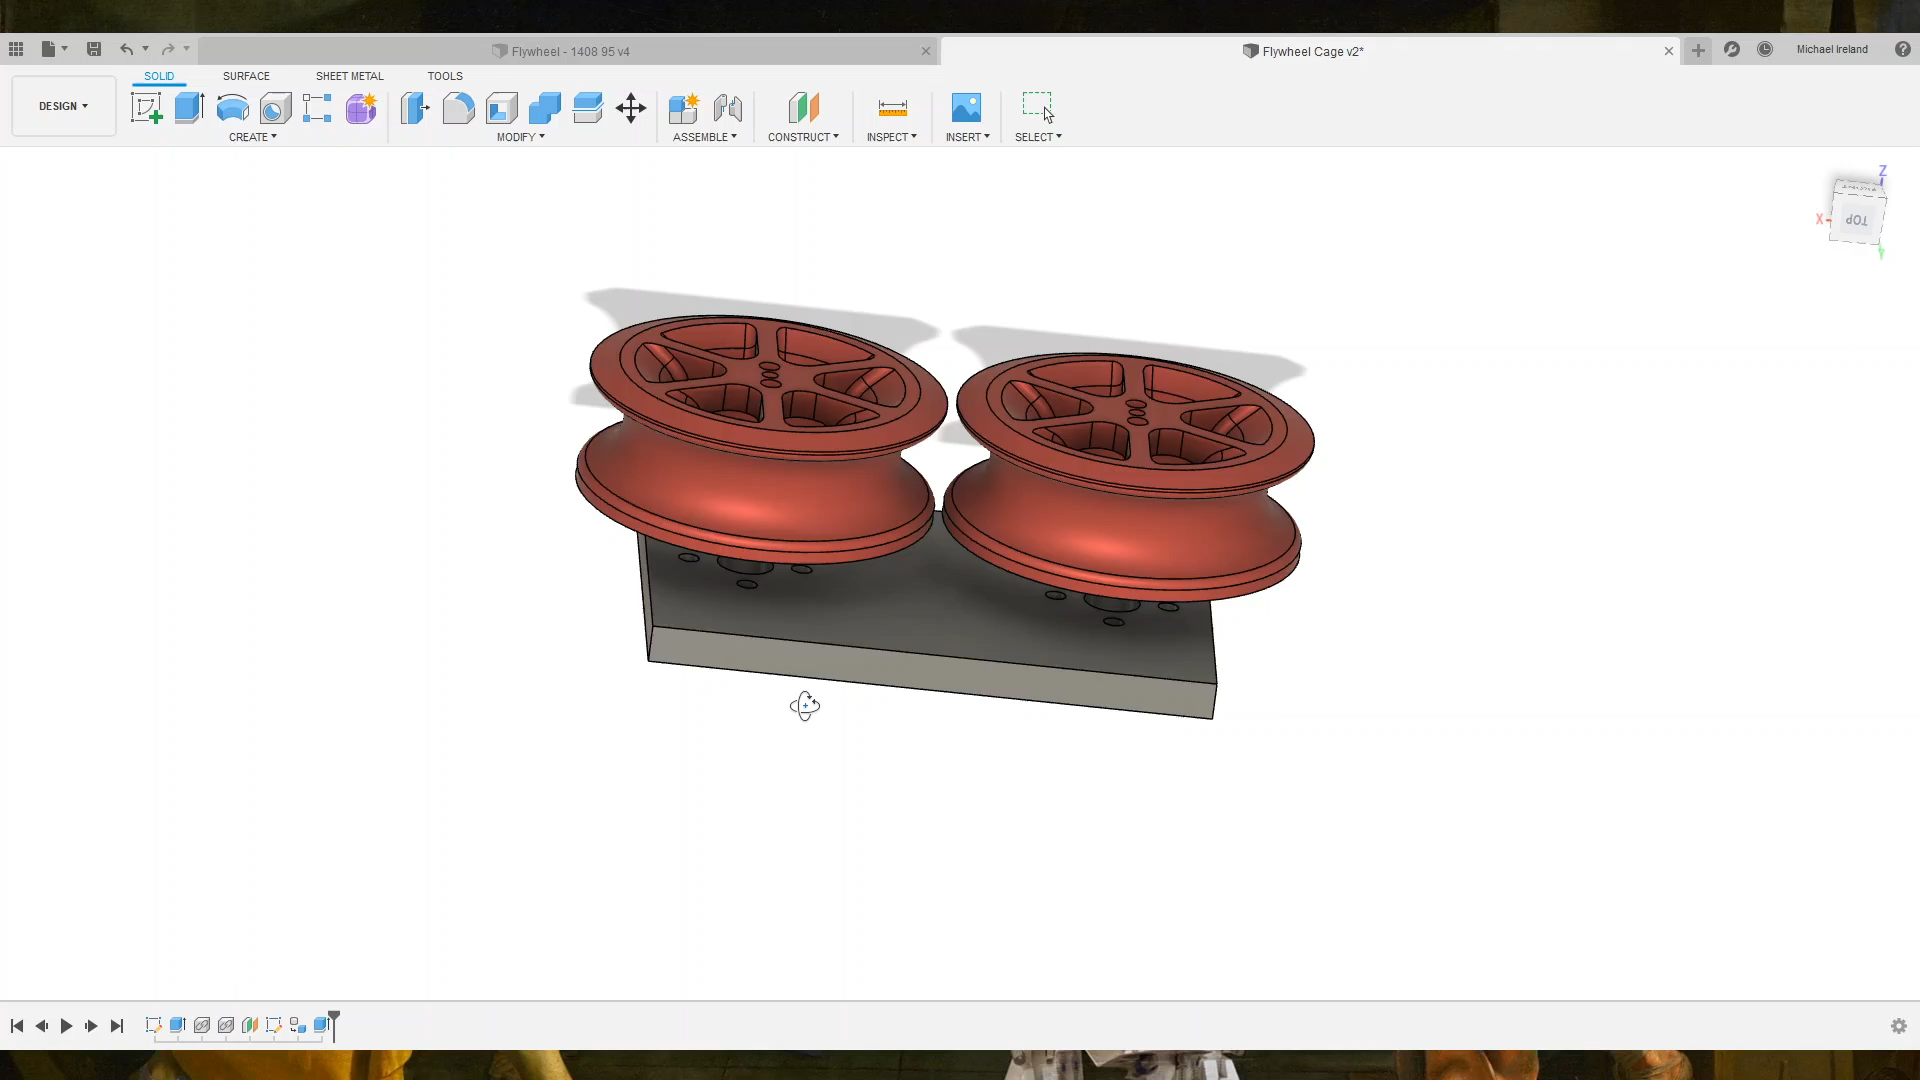 Flywheel - 1408 95 v4
Flywheel Cage v2*
Michael Ireland
SOLID
SURFACE
SHEET METAL
TOOLS
DESIGN
CREATE
MODIFY
ASSEMBLE
CONSTRUCT
INSPECT
INSERT
SELECT
Z
X
TOP
Y